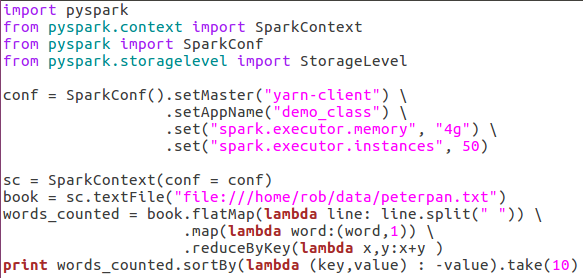 import pyspark
from pyspark.context import SparkContext
from pyspark import SparkConf
from pyspark.storagelevel import StorageLevel
conf = SparkConf().setMaster("yarn-client") \
.setAppName("demo_class") \
.set("spark.executor.memory", "4g") \
.set("spark.executor.instances", 50)
sc = SparkContext(conf = conf)
book = sc.textFile("file:///home/rob/data/peterpan.txt")
words_counted = book.flatMap(lambda line: line.split(" ")) \
.map(lambda word:(word,1)) \
.reduceByKey(lambda x,y:x+y )
print words_counted.sortBy(lambda (key,value) : -value).take(10)